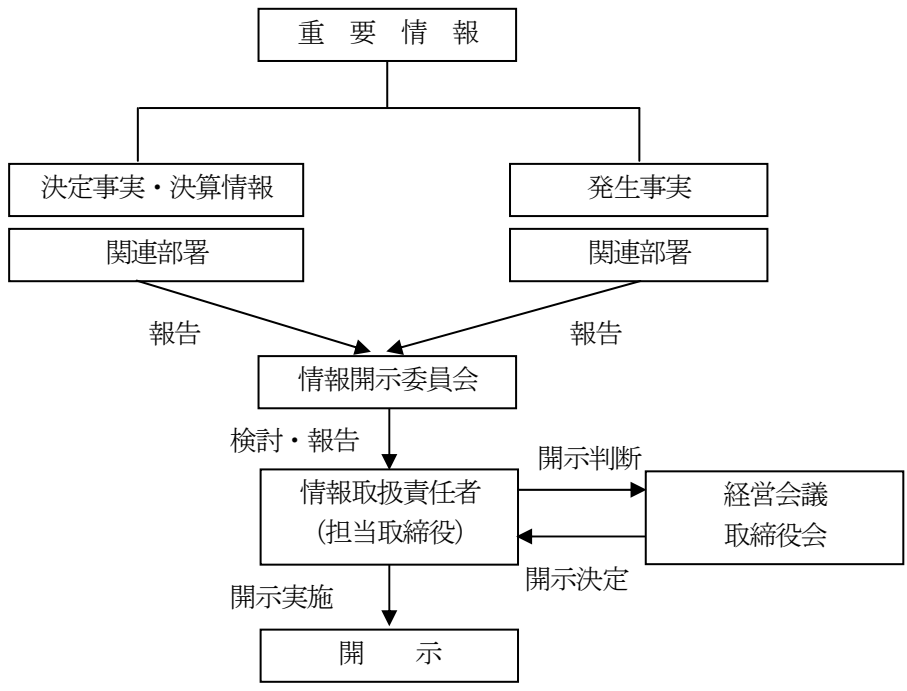 重 要 情 報
決定事実・決算情報
発生事実
関連部署
関連部署
報告
報告
情報開示委員会
検討・報告
開示判断
情報取扱責任者
(担当取締役)
経営会議
取締役会
開示決定
開示実施
開 示